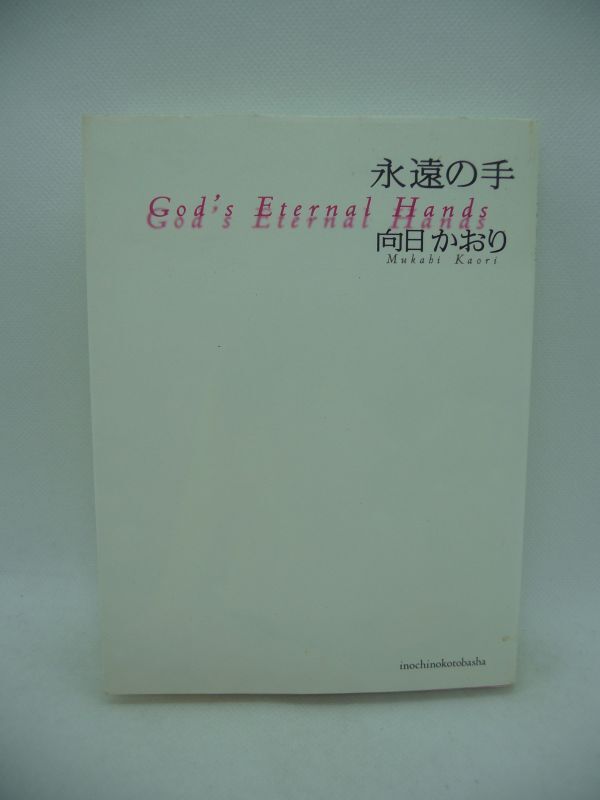 永遠の手
God's Eternal Hands
向日かおり
Mukahi Kaori
inochinokotobasha